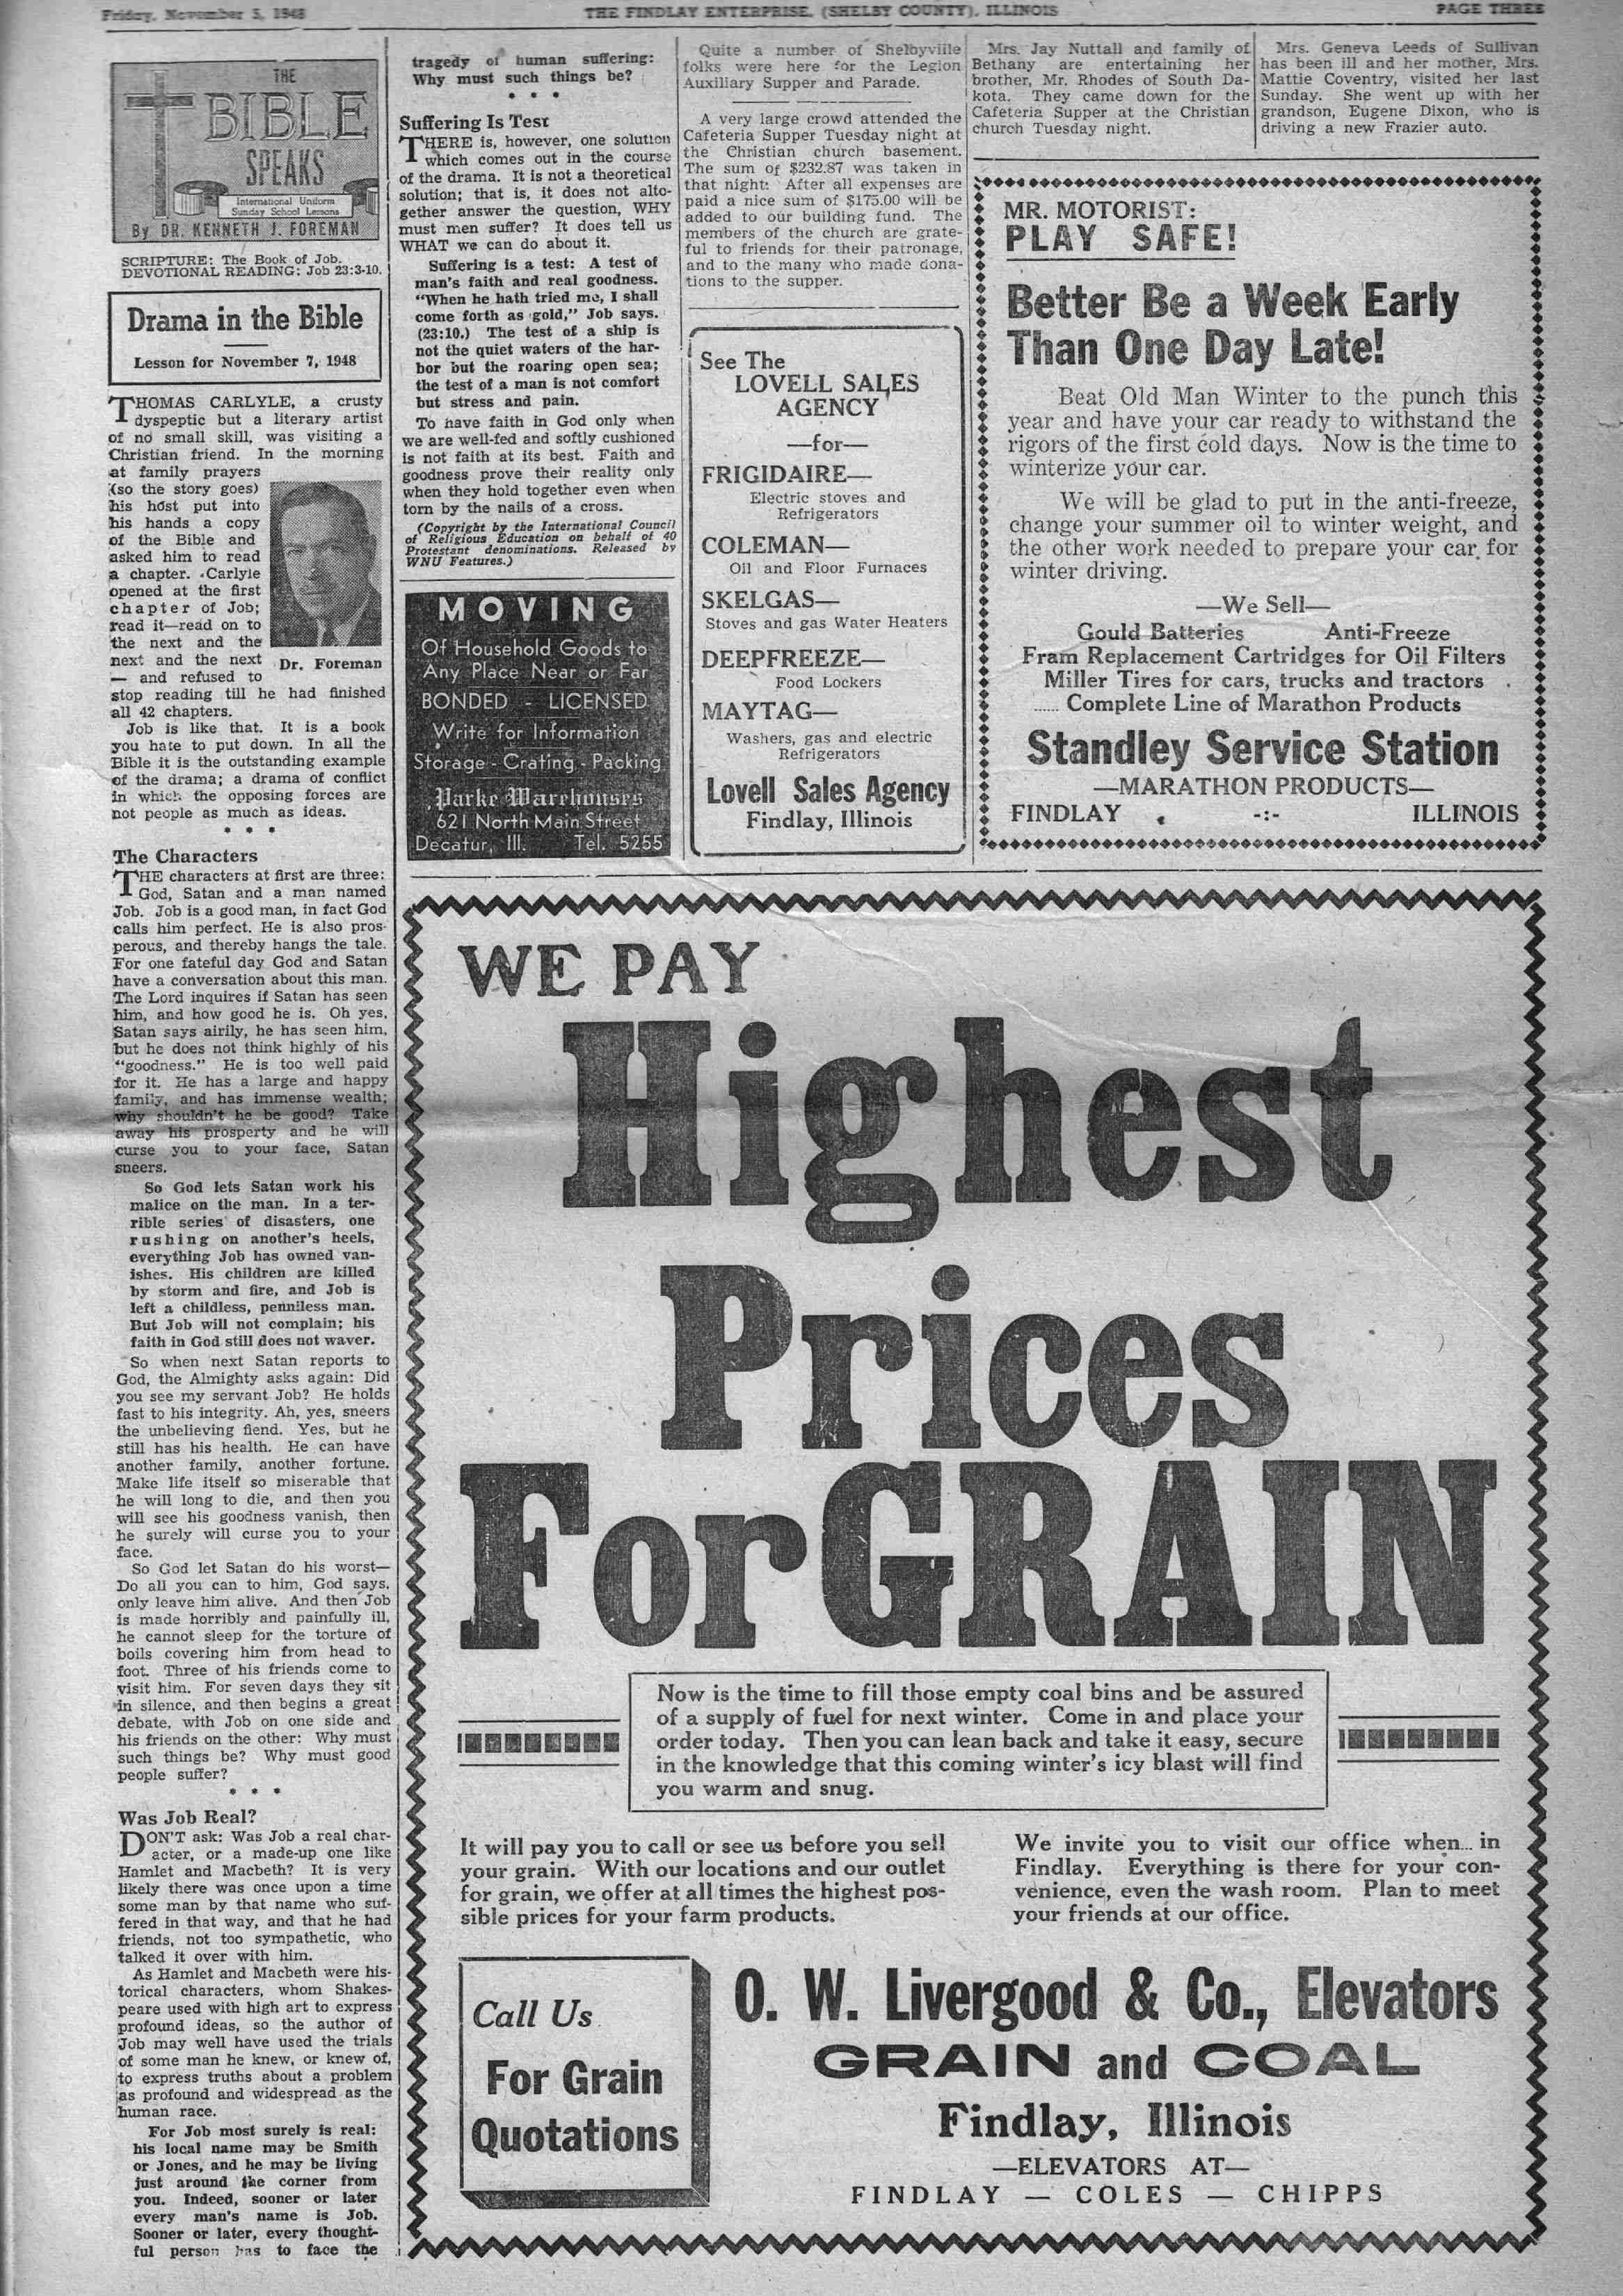 Friday, November 5, 1948
THE FINDLAY ENTERPRISE, (SHELBY COUNTY), ILLINOIS
PAGE THREE
THE
BIBLE
SPEAKS
International Uniform
Sunday School Lessons
By DR. KENNETH J. FOREMAN
SCRIPTURE: The Book of Job.
DEVOTIONAL READING: Job 23:3-10.
Drama in the Bible
Lesson for November 7, 1948
THOMAS CARLYLE, a crusty
dyspeptic but a literary artist
of no small skill, was visiting a
Christian friend. In the morning
at family prayers
(so the story goes)
his host put into
his hands a copy
of the Bible and
asked him to read
a chapter. Carlyle
opened at the first
chapter of Job;
read it—read on to
the next and the
next and the next
— and refused to
Dr. Foreman
stop reading till he had finished
all 42 chapters.
Job is like that. It is a book
you hate to put down. In all the
Bible it is the outstanding example
of the drama; a drama of conflict
in which the opposing forces are
not people as much as ideas.
* * *
The Characters
THE characters at first are three:
God, Satan and a man named
Job. Job is a good man, in fact God
calls him perfect. He is also pros-
perous, and thereby hangs the tale.
For one fateful day God and Satan
have a conversation about this man.
The Lord inquires if Satan has seen
him, and how good he is. Oh yes,
Satan says airily, he has seen him,
but he does not think highly of his
"goodness." He is too well paid
for it. He has a large and happy
family, and has immense wealth;
why shouldn't he be good? Take
away his prosperty and he will
curse you to your face, Satan
sneers.
So God lets Satan work his
malice on the man. In a ter-
rible series of disasters, one
rushing on another's heels,
everything Job has owned van-
ishes. His children are killed
by storm and fire, and Job is
left a childless, penniless man.
But Job will not complain; his
faith in God still does not waver.
So when next Satan reports to
God, the Almighty asks again: Did
you see my servant Job? He holds
fast to his integrity. Ah, yes, sneers
the unbelieving fiend. Yes, but he
still has his health. He can have
another family, another fortune.
Make life itself so miserable that
he will long to die, and then you
will see his goodness vanish, then
he surely will curse you to your
face.
So God let Satan do his worst—
Do all you can to him, God says,
only leave him alive. And then Job
is made horribly and painfully ill,
he cannot sleep for the torture of
boils covering him from head to
foot. Three of his friends come to
visit him. For seven days they sit
in silence, and then begins a great
debate, with Job on one side and
his friends on the other: Why must
such things be? Why must good
people suffer?
* * *
Was Job Real?
DON'T ask: Was Job a real char-
acter, or a made-up one like
Hamlet and Macbeth? It is very
likely there was once upon a time
some man by that name who suf-
fered in that way, and that he had
friends, not too sympathetic, who
talked it over with him.
As Hamlet and Macbeth were his-
torical characters, whom Shakes-
peare used with high art to express
profound ideas, so the author of
Job may well have used the trials
of some man he knew, or knew of,
to express truths about a problem
as profound and widespread as the
human race.
For Job most surely is real:
his local name may be Smith
or Jones, and he may be living
just around the corner from
you. Indeed, sooner or later
every man's name is Job.
Sooner or later, every thought-
ful person has to face the
tragedy of human suffering:
Why must such things be?
* * *
Suffering Is Test
THERE is, however, one solution
which comes out in the course
of the drama. It is not a theoretical
solution; that is, it does not alto-
gether answer the question, WHY
must men suffer? It does tell us
WHAT we can do about it.
Suffering is a test: A test of
man's faith and real goodness.
"When he hath tried me, I shall
come forth as gold," Job says.
(23:10.) The test of a ship is
not the quiet waters of the har-
bor but the roaring open sea;
the test of a man is not comfort
but stress and pain.
To have faith in God only when
we are well-fed and softly cushioned
is not faith at its best. Faith and
goodness prove their reality only
when they hold together even when
torn by the nails of a cross.
(Copyright by the International Council
of Religious Education on behalf of 40
Protestant denominations. Released by
WNU Features.)
MOVING
Of Household Goods to
Any Place Near or Far
BONDED - LICENSED
Write for Information
Storage - Crating - Packing
Parke Warehouses
621 North Main Street
Decatur, Ill. Tel. 5255
Quite a number of Shelbyville
folks were here for the Legion
Auxiliary Supper and Parade.
A very large crowd attended the
Cafeteria Supper Tuesday night at
the Christian church basement.
The sum of $232.87 was taken in
that night. After all expenses are
paid a nice sum of $175.00 will be
added to our building fund. The
members of the church are grate-
ful to friends for their patronage,
and to the many who made dona-
tions to the supper.
See The
LOVELL SALES
AGENCY
—for—
FRIGIDAIRE—
Electric stoves and
Refrigerators
COLEMAN—
Oil and Floor Furnaces
SKELGAS—
Stoves and gas Water Heaters
DEEPFREEZE—
Food Lockers
MAYTAG—
Washers, gas and electric
Refrigerators
Lovell Sales Agency
Findlay, Illinois
Mrs. Jay Nuttall and family of
Bethany are entertaining her
brother, Mr. Rhodes of South Da-
kota. They came down for the
Cafeteria Supper at the Christian
church Tuesday night.
Mrs. Geneva Leeds of Sullivan
has been ill and her mother, Mrs.
Mattie Coventry, visited her last
Sunday. She went up with her
grandson, Eugene Dixon, who is
driving a new Frazier auto.
MR. MOTORIST:
PLAY SAFE!
Better Be a Week Early
Than One Day Late!
Beat Old Man Winter to the punch this
year and have your car ready to withstand the
rigors of the first cold days. Now is the time to
winterize your car.
We will be glad to put in the anti-freeze,
change your summer oil to winter weight, and
the other work needed to prepare your car for
winter driving.
—We Sell—
Gould Batteries Anti-Freeze
Fram Replacement Cartridges for Oil Filters
Miller Tires for cars, trucks and tractors
Complete Line of Marathon Products
Standley Service Station
—MARATHON PRODUCTS—
FINDLAY -:- ILLINOIS
WE PAY
Highest
Prices
For GRAIN
Now is the time to fill those empty coal bins and be assured
of a supply of fuel for next winter. Come in and place your
order today. Then you can lean back and take it easy, secure
in the knowledge that this coming winter's icy blast will find
you warm and snug.
It will pay you to call or see us before you sell
your grain. With our locations and our outlet
for grain, we offer at all times the highest pos-
sible prices for your farm products.
We invite you to visit our office when in
Findlay. Everything is there for your con-
venience, even the wash room. Plan to meet
your friends at our office.
Call Us
For Grain
Quotations
O. W. Livergood & Co., Elevators
GRAIN and COAL
Findlay, Illinois
—ELEVATORS AT—
FINDLAY — COLES — CHIPPS